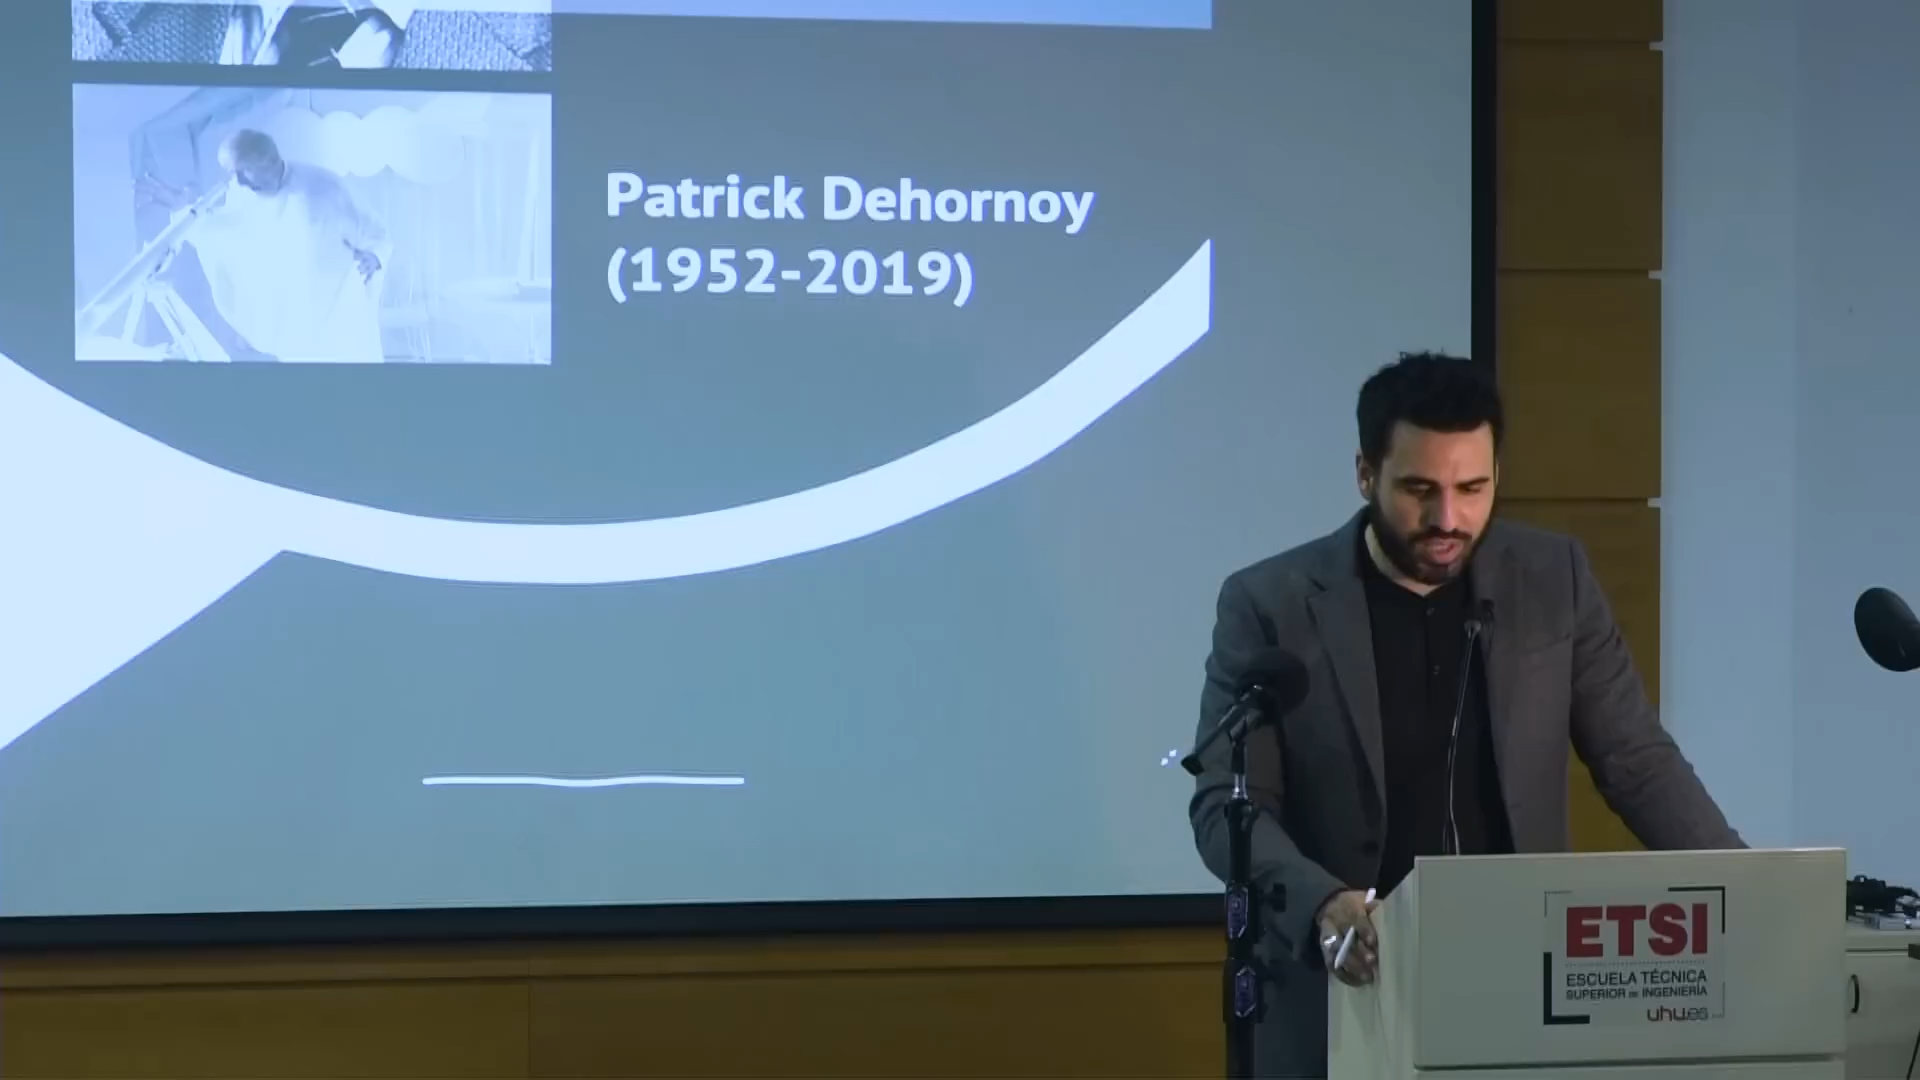 Patrick Dehornoy
(1952-2019)
ETSI
ESCUELA TÉCNICA
SUPERIOR DE INGENIERÍA
uhu.es